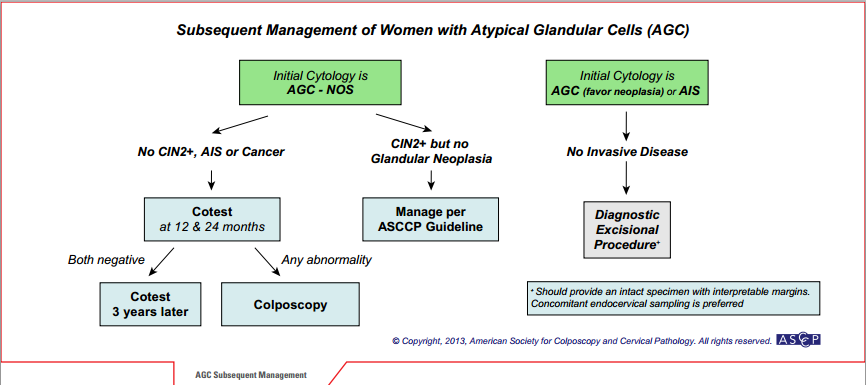 Subsequent Management of Women with Atypical Glandular Cells (AGC)
Initial Cytology is
AGC - NOS
Initial Cytology is
AGC (favor neoplasia) or AIS
No CIN2+, AIS or Cancer
CIN2+ but no
Glandular Neoplasia
No Invasive Disease
Cotest
at 12 & 24 months
Manage per
ASCCP Guideline
Diagnostic
Excisional
Procedure+
Both negative
Any abnormality
Cotest
3 years later
Colposcopy
+ Should provide an intact specimen with interpretable margins.
Concomitant endocervical sampling is preferred
© Copyright, 2013, American Society for Colposcopy and Cervical Pathology. All rights reserved.
ASCCP
AGC Subsequent Management